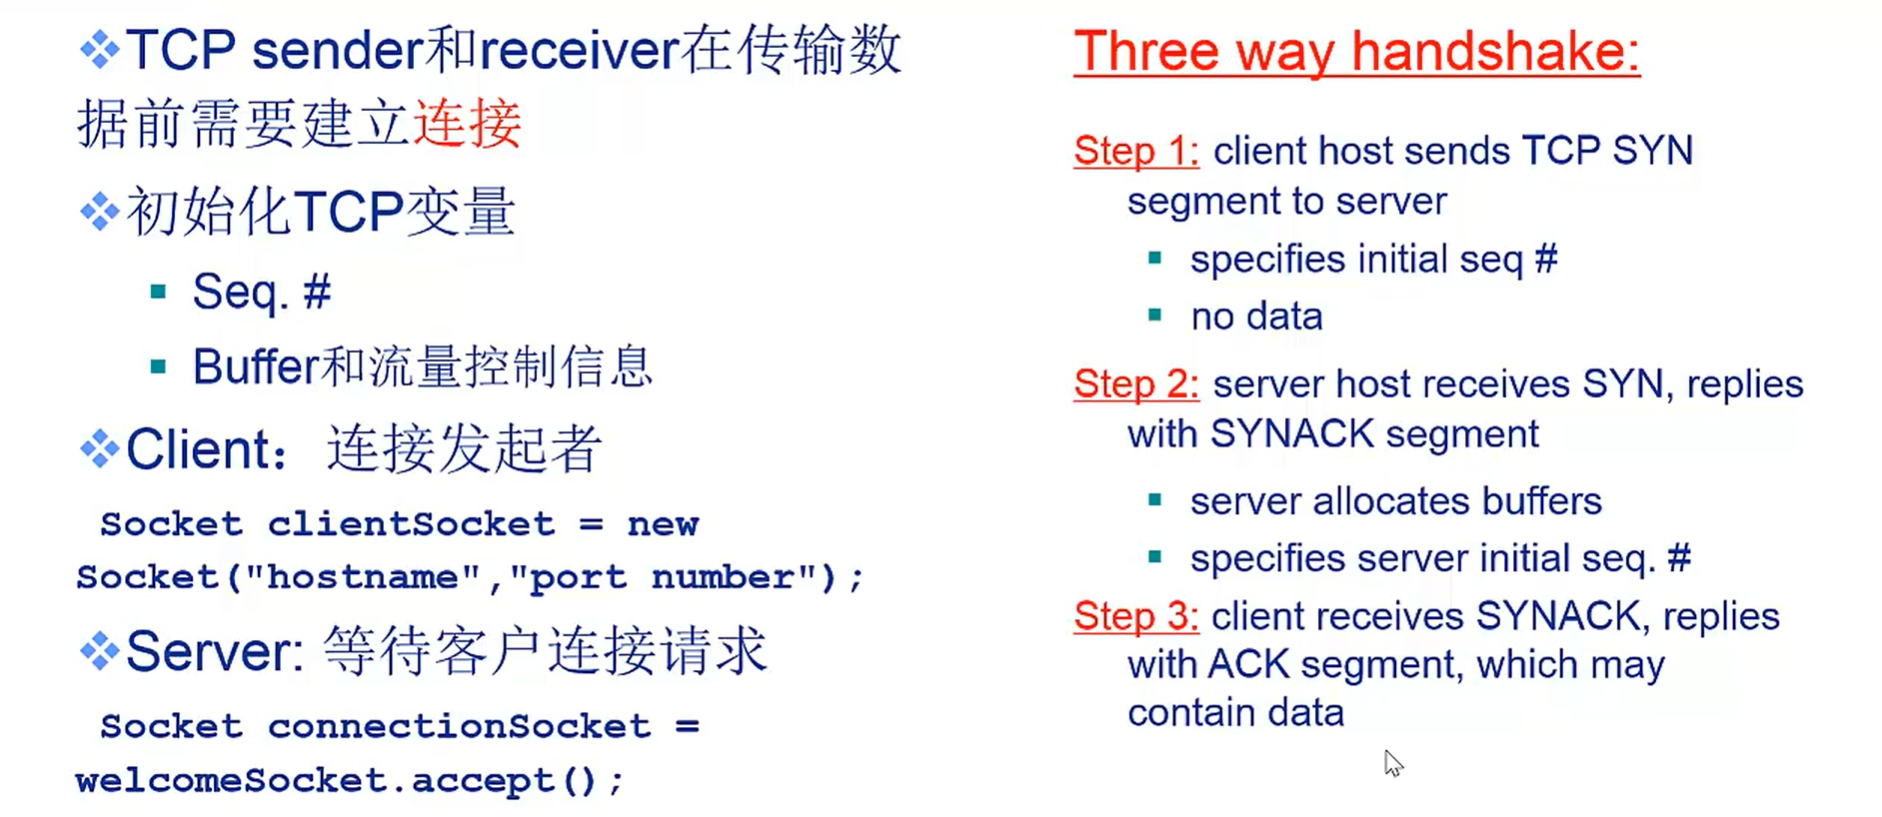 TCP sender和receiver在传输数
据前需要建立连接
初始化TCP变量
Seq. #
Buffer和流量控制信息
Client：连接发起者
Socket clientSocket = new
Socket("hostname","port number");
Server: 等待客户连接请求
Socket connectionSocket =
welcomeSocket.accept();
Three way handshake:
Step 1: client host sends TCP SYN
segment to server
specifies initial seq #
no data
Step 2: server host receives SYN, replies
with SYNACK segment
server allocates buffers
specifies server initial seq. #
Step 3: client receives SYNACK, replies
with ACK segment, which may
contain data